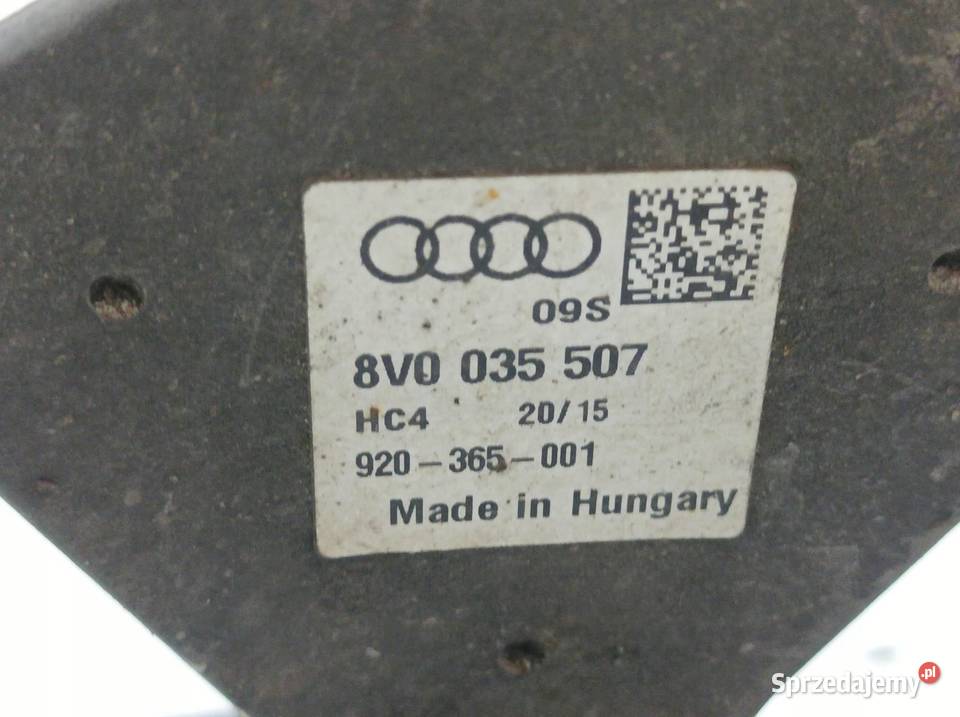 09S
8V0 035 507
HC4 20/15
920-365-001
Made in Hungary
Sprzedajemy.pl